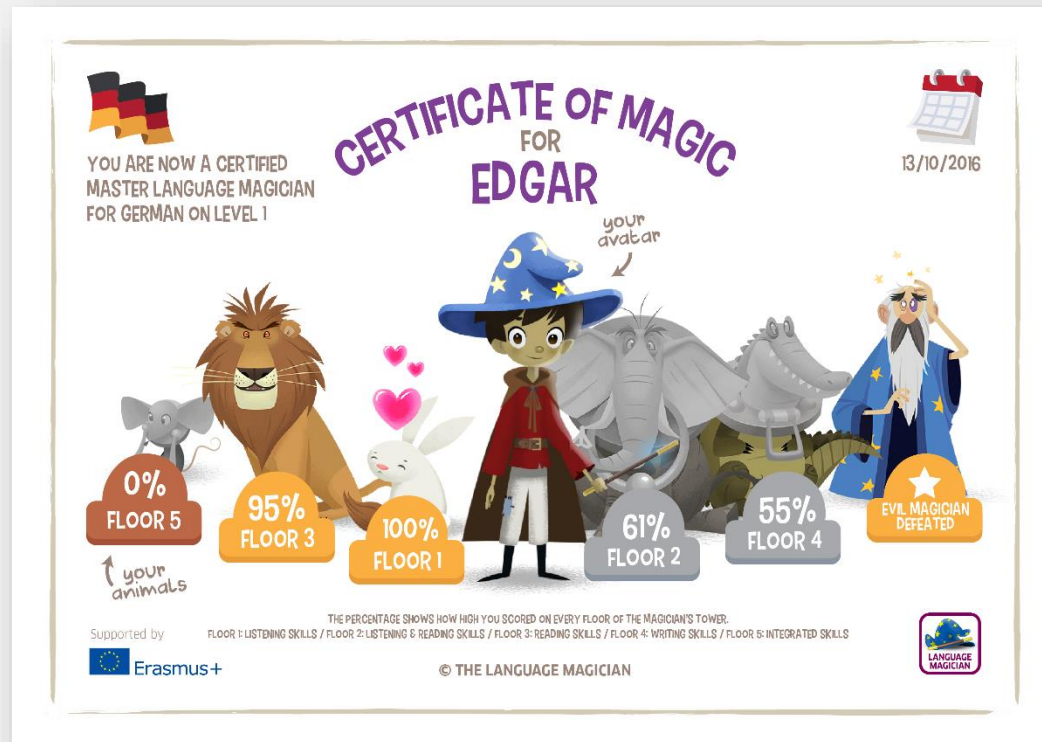 CERTIFICATE OF MAGIC
FOR
EDGAR
YOU ARE NOW A CERTIFIED
MASTER LANGUAGE MAGICIAN
FOR GERMAN ON LEVEL 1
13/10/2016
your
avatar
0%
FLOOR 5
95%
FLOOR 3
100%
FLOOR 1
61%
FLOOR 2
55%
FLOOR 4
EVIL MAGICIAN
DEFEATED
your
animals
THE PERCENTAGE SHOWS HOW HIGH YOU SCORED ON EVERY FLOOR OF THE MAGICIAN'S TOWER.
FLOOR 1: LISTENING SKILLS / FLOOR 2: LISTENING & READING SKILLS / FLOOR 3: READING SKILLS / FLOOR 4: WRITING SKILLS / FLOOR 5: INTEGRATED SKILLS
Supported by
Erasmus+
© THE LANGUAGE MAGICIAN
LANGUAGE
MAGICIAN